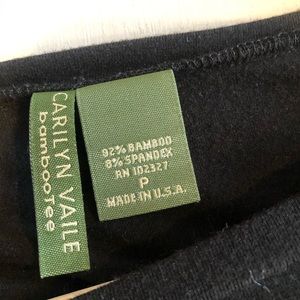 CARILYN VAILE
bambooTEE
92% BAMBOO
8% SPANDEX
RN 102327
P
MADE IN U.S.A.